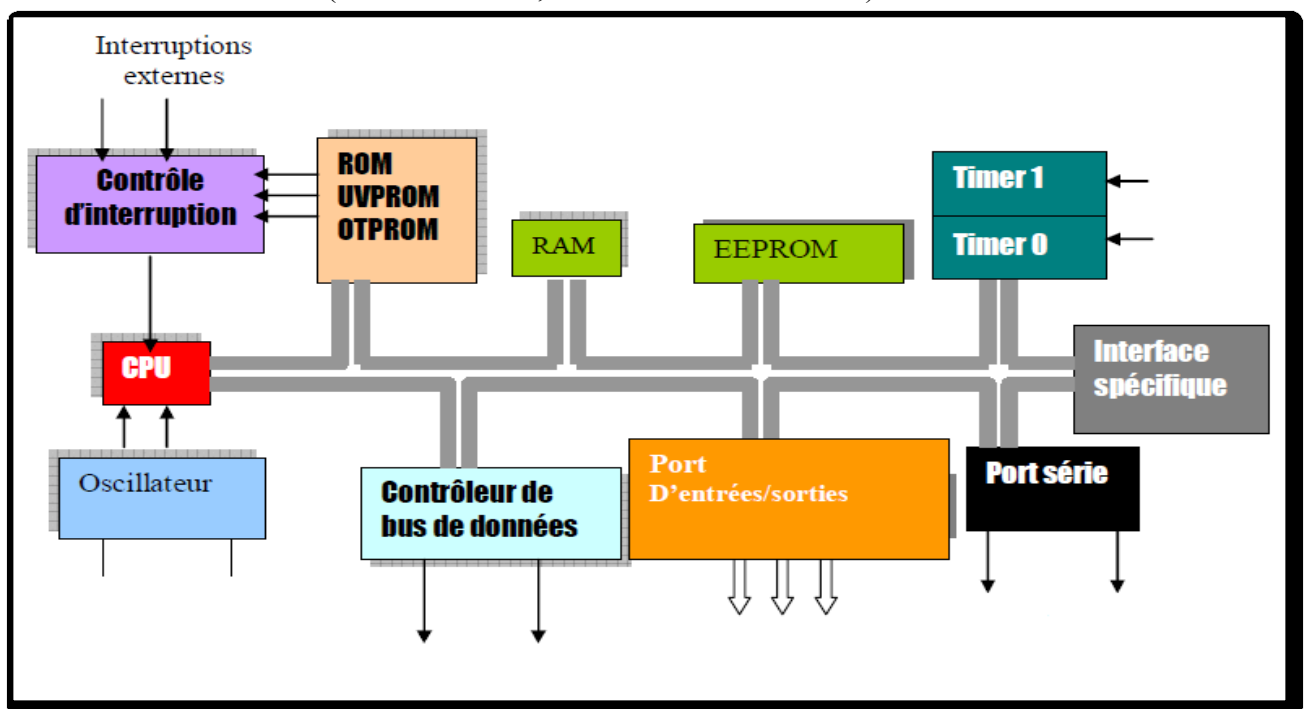 Interruptions
externes
Contrôle
d'interruption
ROM
UVPROM
OTPROM
RAM
EEPROM
Timer 1
Timer 0
CPU
Interface
spécifique
Oscillateur
Contrôleur de
bus de données
Port
D'entrées/sorties
Port série